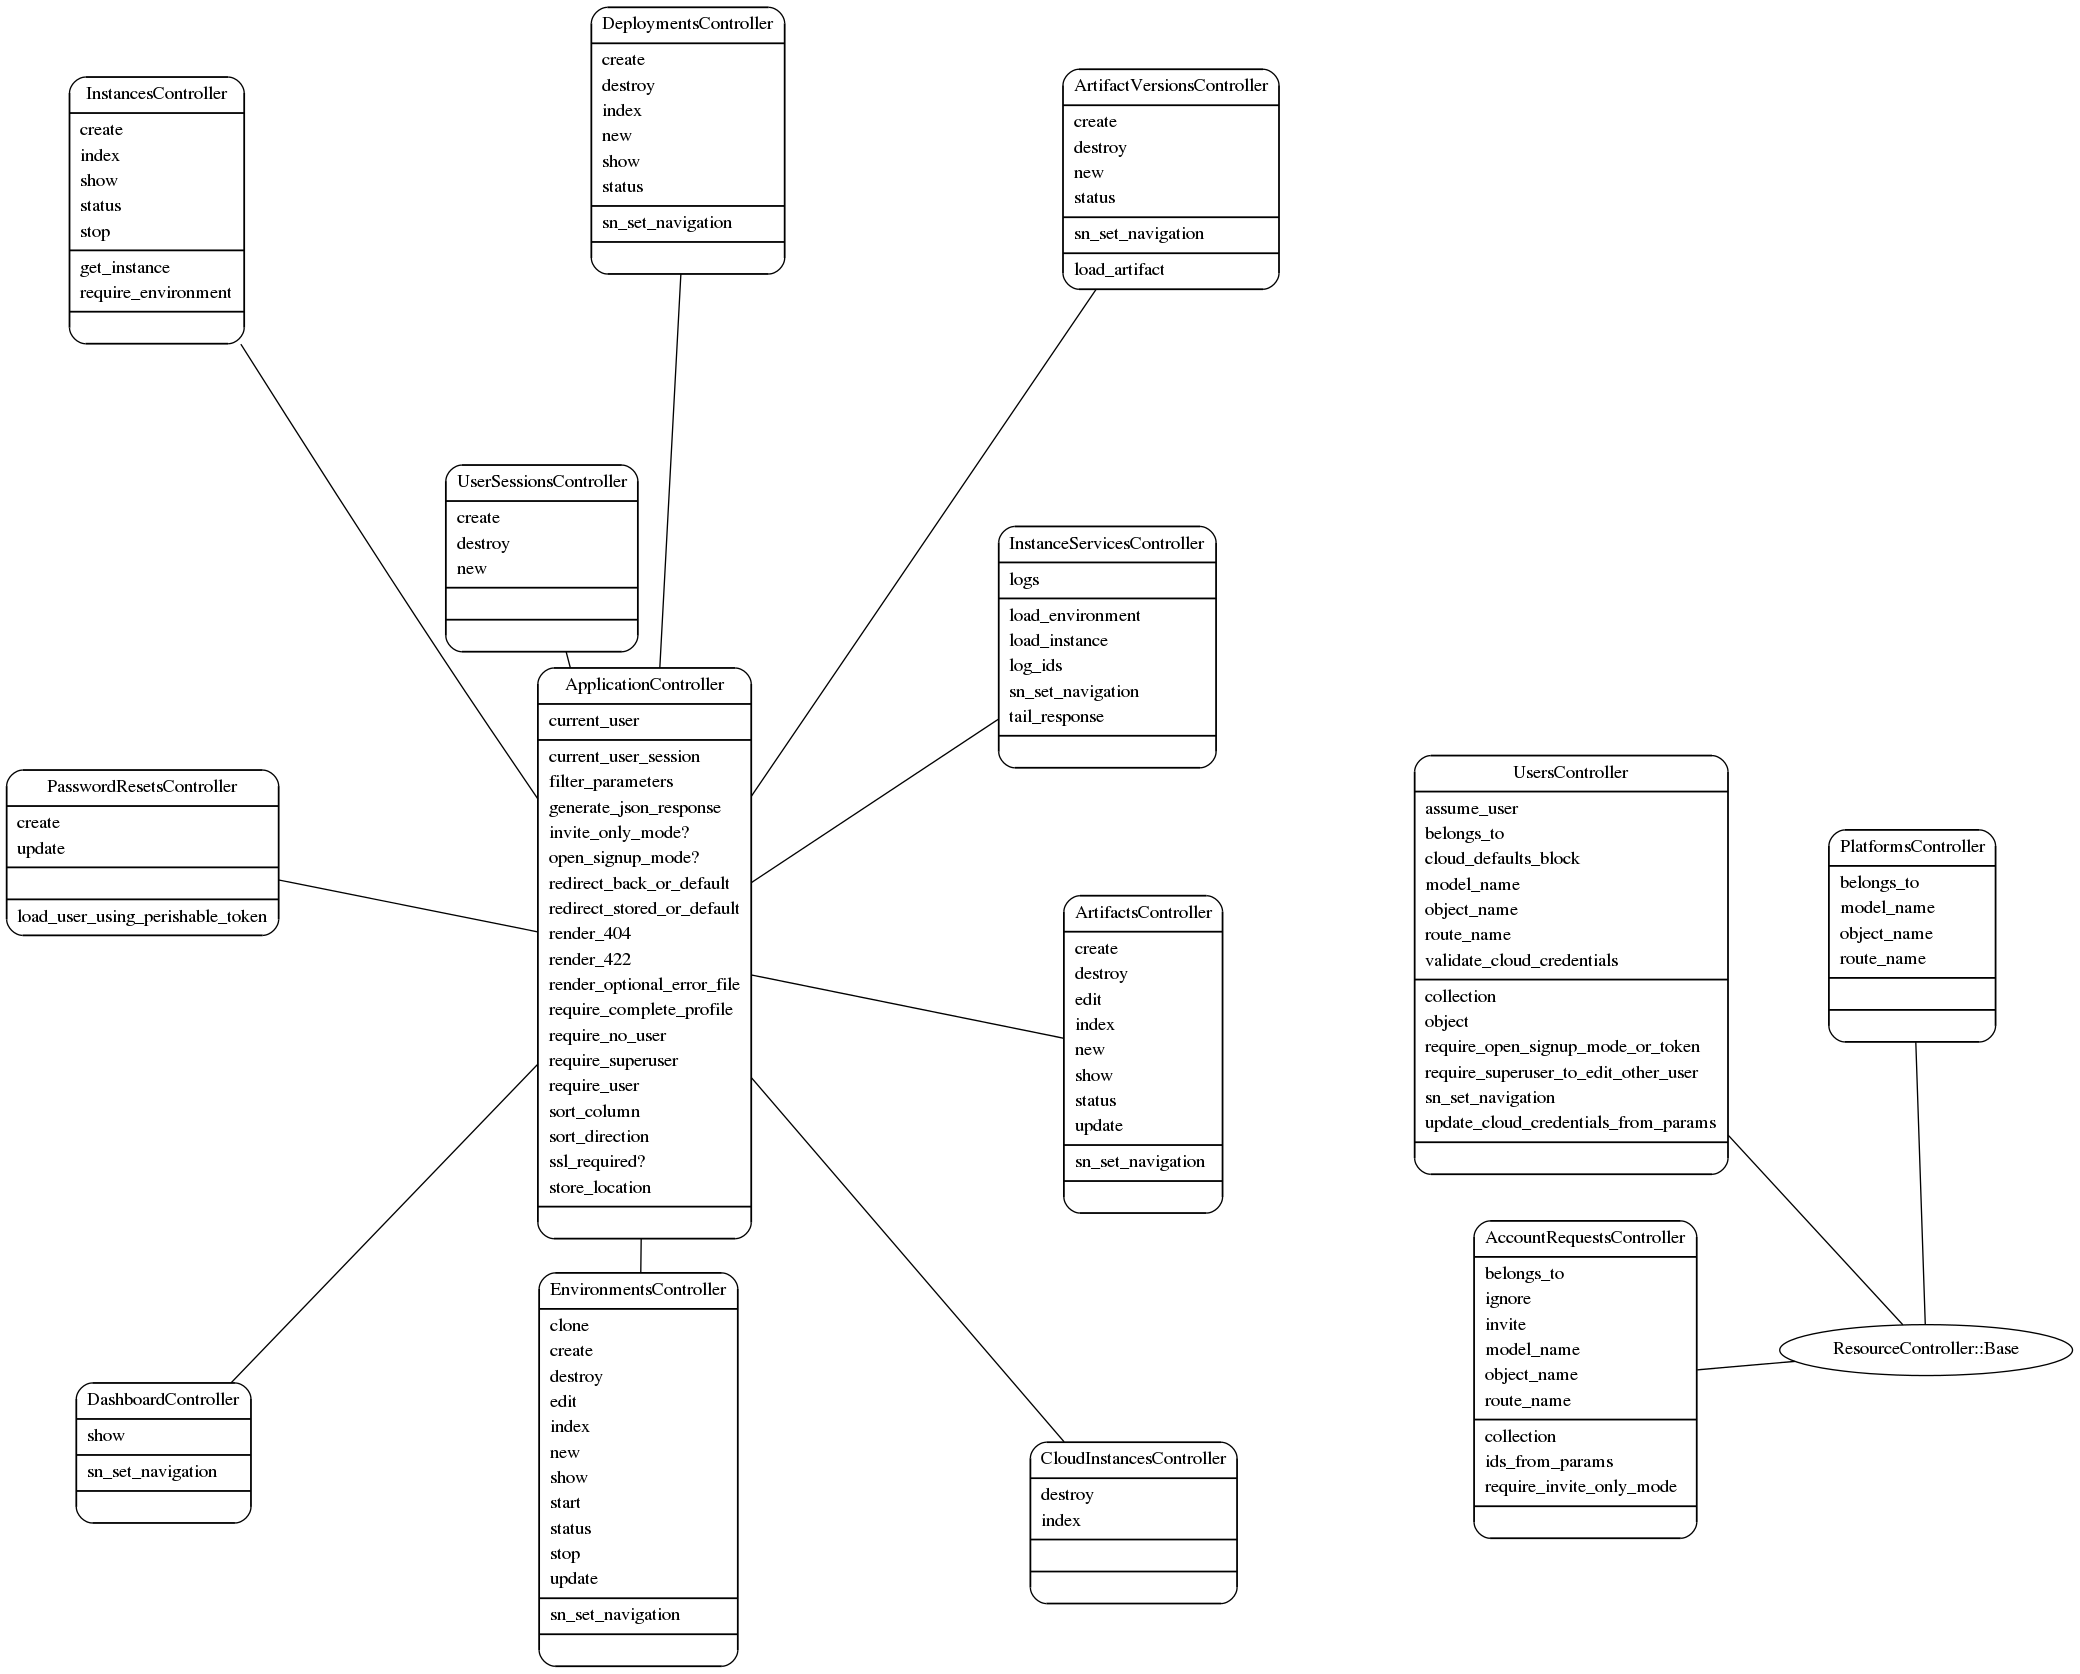 DeploymentsController
create
destroy
index
new
show
status
sn_set_navigation
InstancesController
create
index
show
status
stop
get_instance
require_environment
ArtifactVersionsController
create
destroy
new
status
sn_set_navigation
load_artifact
UserSessionsController
create
destroy
new
InstanceServicesController
logs
load_environment
load_instance
log_ids
sn_set_navigation
tail_response
ApplicationController
current_user
current_user_session
filter_parameters
generate_json_response
invite_only_mode?
open_signup_mode?
redirect_back_or_default
redirect_stored_or_default
render_404
render_422
render_optional_error_file
require_complete_profile
require_no_user
require_superuser
require_user
sort_column
sort_direction
ssl_required?
store_location
PasswordResetsController
create
update
load_user_using_perishable_token
UsersController
assume_user
belongs_to
cloud_defaults_block
model_name
object_name
route_name
validate_cloud_credentials
collection
object
require_open_signup_mode_or_token
require_superuser_to_edit_other_user
sn_set_navigation
update_cloud_credentials_from_params
PlatformsController
belongs_to
model_name
object_name
route_name
ArtifactsController
create
destroy
edit
index
new
show
status
update
sn_set_navigation
AccountRequestsController
belongs_to
ignore
invite
model_name
object_name
route_name
collection
ids_from_params
require_invite_only_mode
ResourceController::Base
EnvironmentsController
clone
create
destroy
edit
index
new
show
start
status
stop
update
sn_set_navigation
DashboardController
show
sn_set_navigation
CloudInstancesController
destroy
index